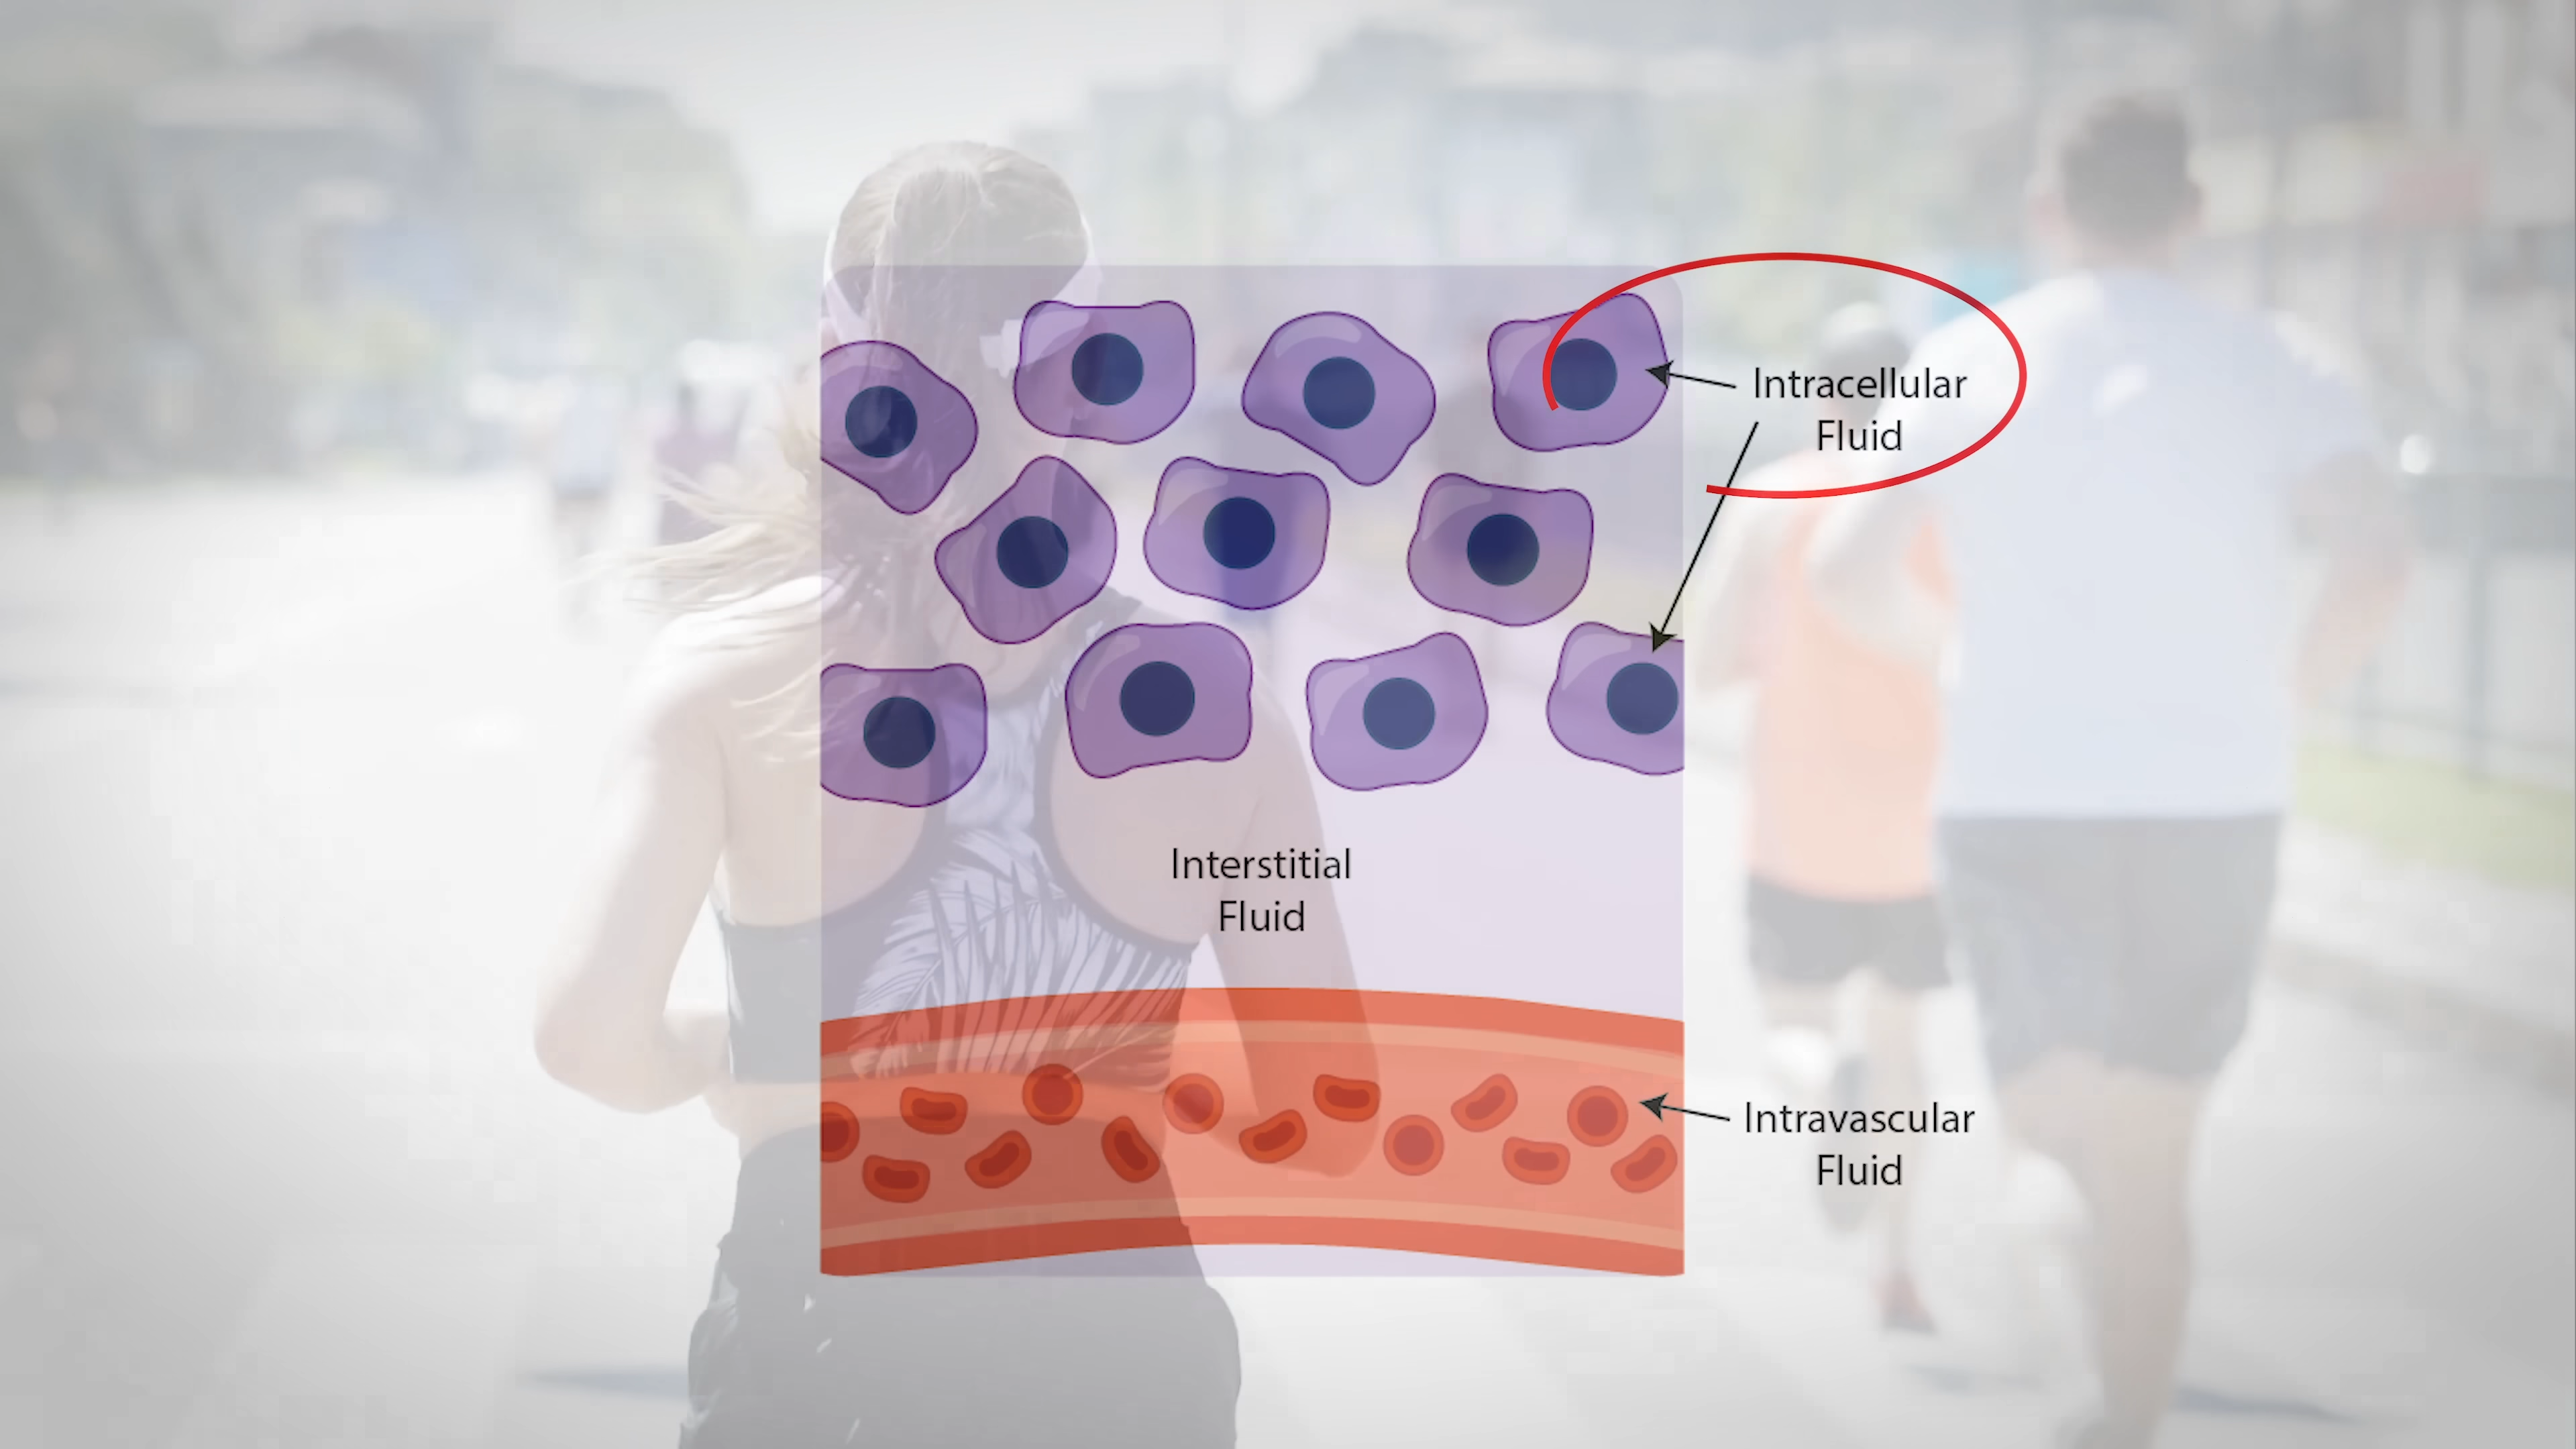 Intracellular
Fluid
Interstitial
Fluid
Intravascular
Fluid